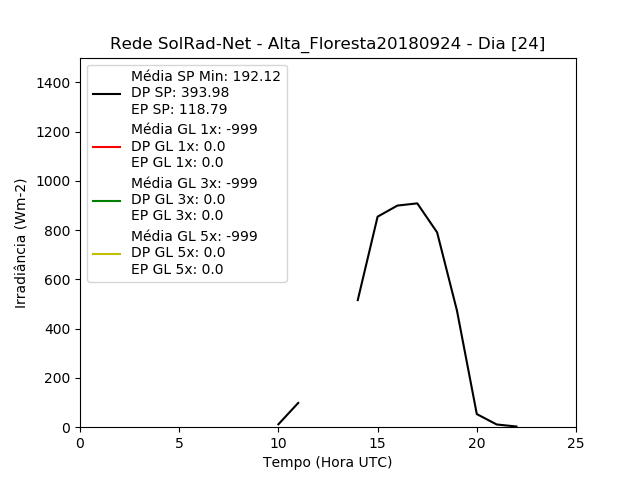 Rede SolRad-Net - Alta_Floresta20180924 - Dia [24]
Média SP Min: 192.12
DP SP: 393.98
EP SP: 118.79
Média GL 1x: -999
DP GL 1x: 0.0
EP GL 1x: 0.0
Média GL 3x: -999
DP GL 3x: 0.0
EP GL 3x: 0.0
Média GL 5x: -999
DP GL 5x: 0.0
EP GL 5x: 0.0
Irradiância (Wm-2)
1400
1200
1000
800
600
400
200
0
0 5 10 15 20 25
Tempo (Hora UTC)